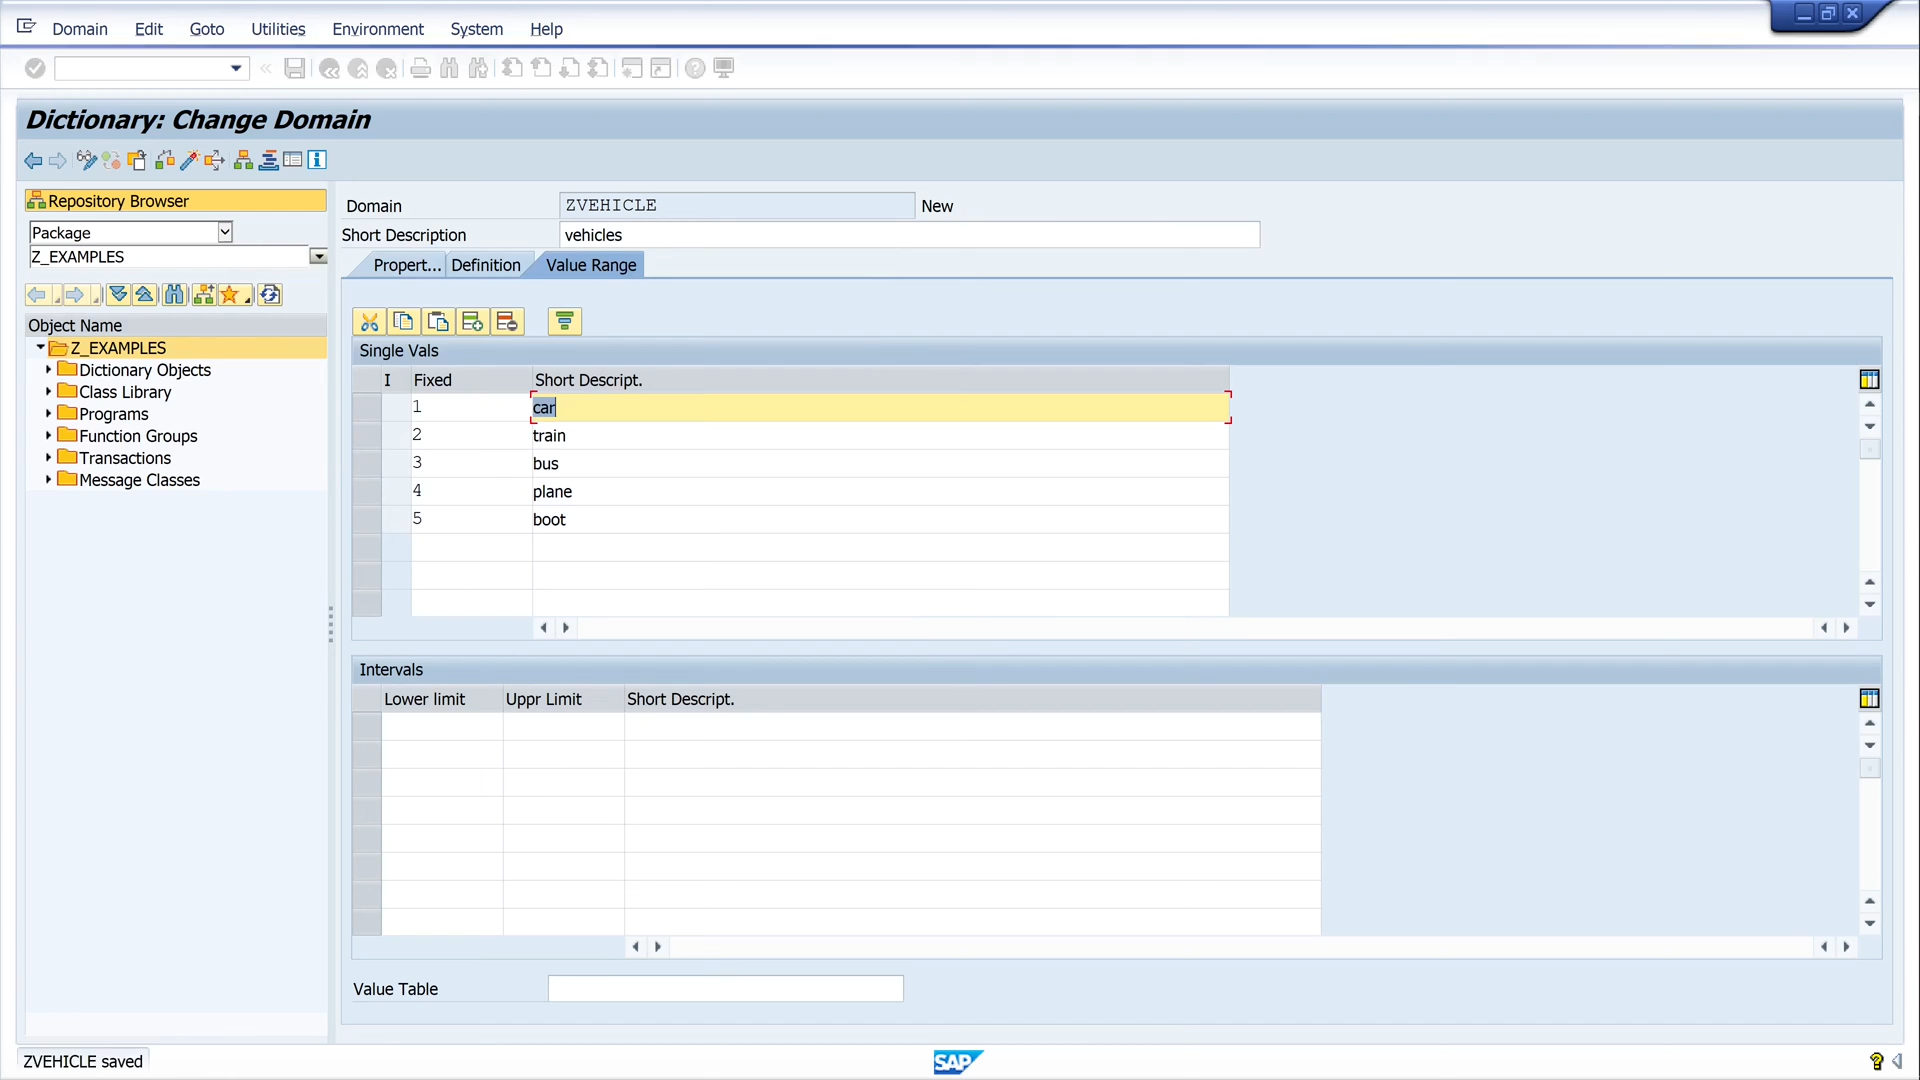 Domain Edit Goto Utilities Environment System Help
Dictionary: Change Domain
Repository Browser
Package
Z_EXAMPLES
Object Name
Z_EXAMPLES
Dictionary Objects
Class Library
Programs
Function Groups
Transactions
Message Classes
Domain ZVEHICLE New
Short Description vehicles
Propert... Definition Value Range
Single Vals
I Fixed Short Descript.
1 car
2 train
3 bus
4 plane
5 boot
Intervals
Lower limit Uppr Limit Short Descript.
Value Table
ZVEHICLE saved
SAP